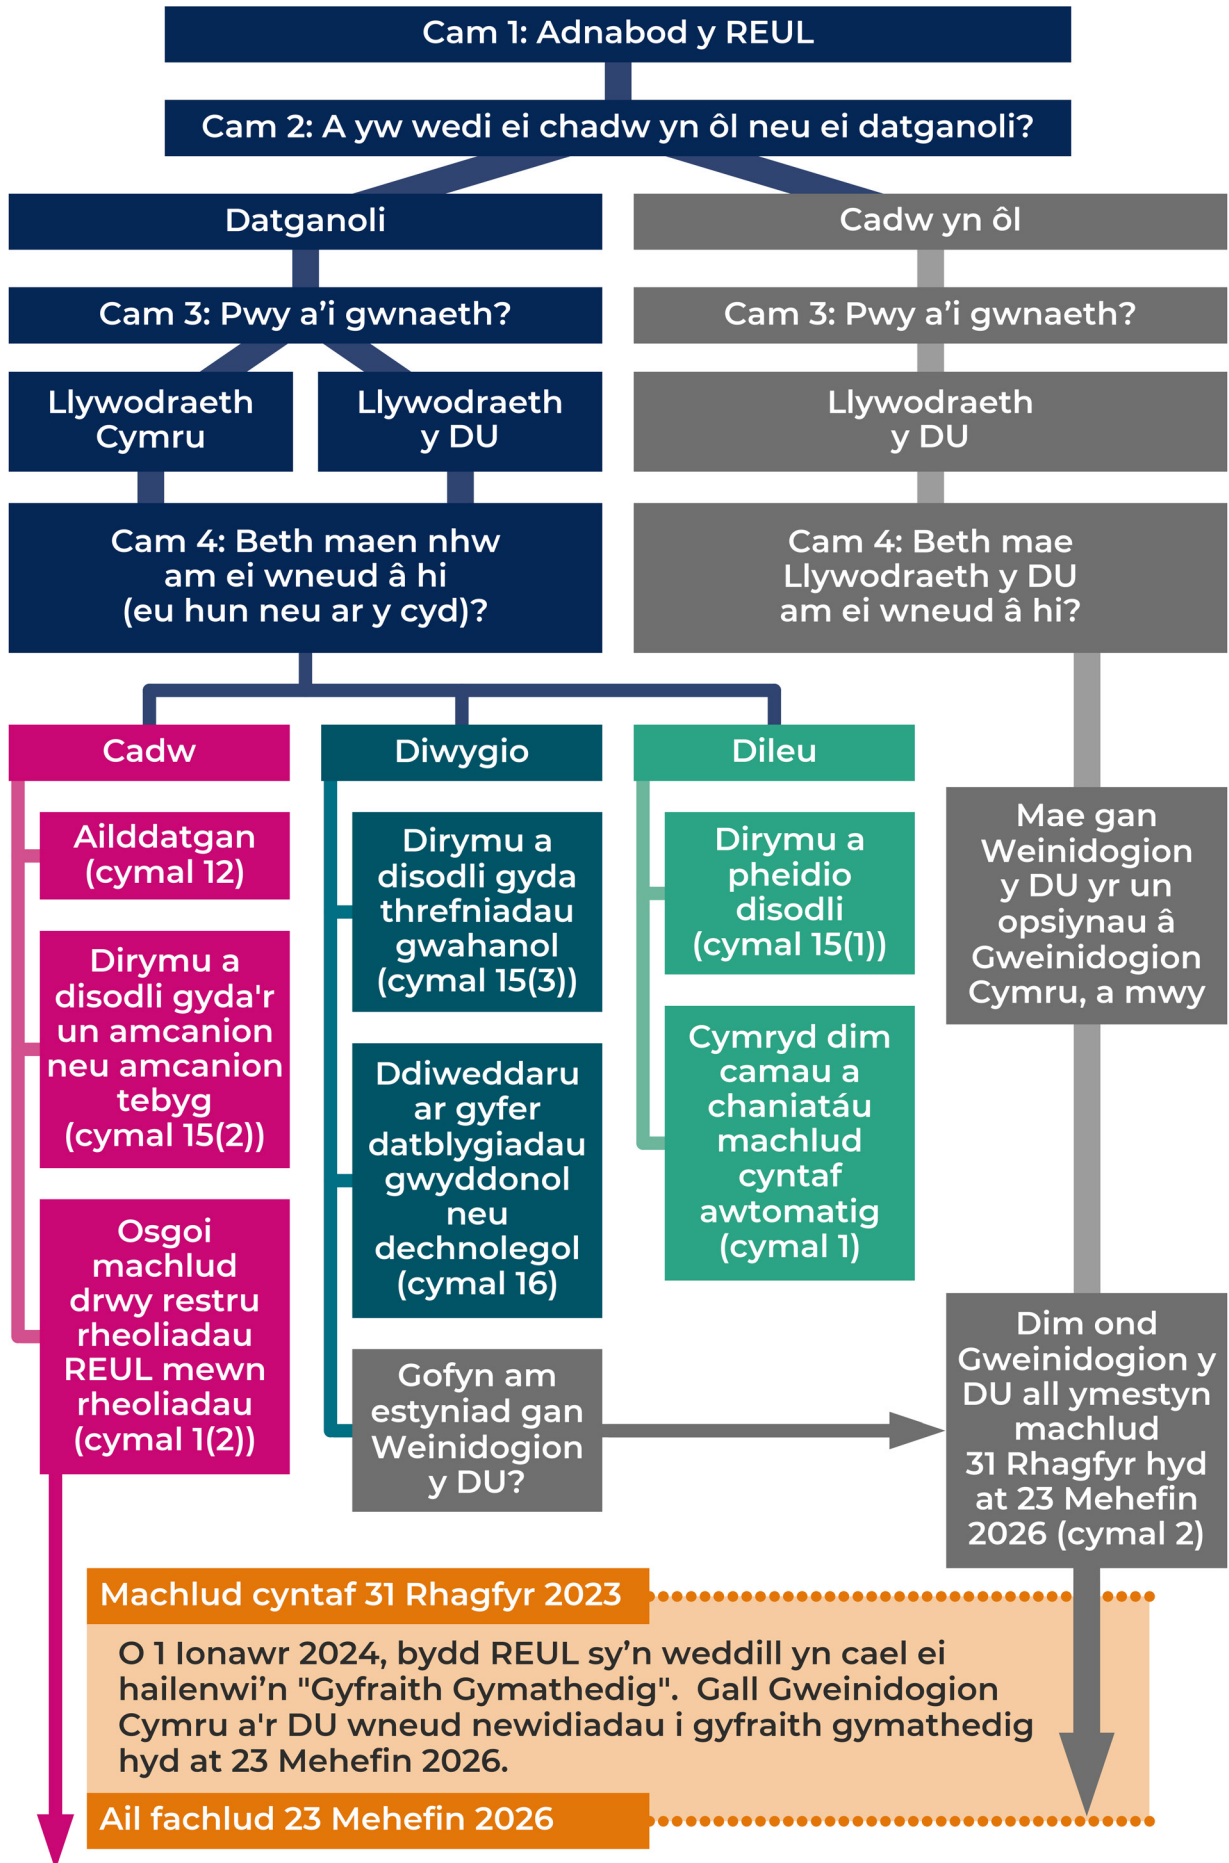 Cam 1: Adnabod y REUL
Cam 2: A yw wedi ei chadw yn ôl neu ei datganoli?
Datganoli
Cadw yn ôl
Cam 3: Pwy a’i gwnaeth?
Cam 3: Pwy a’i gwnaeth?
Llywodraeth
Cymru
Llywodraeth
y DU
Llywodraeth
y DU
Cam 4: Beth maen nhw
am ei wneud â hi
(eu hun neu ar y cyd)?
Cam 4: Beth mae
Llywodraeth y DU
am ei wneud â hi?
Cadw
Ailddatgan
(cymal 12)
Dirymu a
disodli gyda'r
un amcanion
neu amcanion
tebyg
(cymal 15(2))
Osgoi
machlud
drwy restru
rheoliadau
REUL mewn
rheoliadau
(cymal 1(2))
Diwygio
Dirymu a
disodli gyda
threfniadau
gwahanol
(cymal 15(3))
Ddiweddaru
ar gyfer
datblygiadau
gwyddonol
neu
dechnolegol
(cymal 16)
Gofyn am
estyniad gan
Weinidogion
y DU?
Dileu
Dirymu a
pheidio
disodli
(cymal 15(1))
Cymryd dim
camau a
chaniatáu
machlud
cyntaf
awtomatig
(cymal 1)
Mae gan
Weinidogion
y DU yr un
opsiynau â
Gweinidogion
Cymru, a mwy
Dim ond
Gweinidogion y
DU all ymestyn
machlud
31 Rhagfyr hyd
at 23 Mehefin
2026 (cymal 2)
Machlud cyntaf 31 Rhagfyr 2023
O 1 Ionawr 2024, bydd REUL sy’n weddill yn cael ei
hailenwi’n "Gyfraith Gymathedig".  Gall Gweinidogion
Cymru a'r DU wneud newidiadau i gyfraith gymathedig
hyd at 23 Mehefin 2026.
Ail fachlud 23 Mehefin 2026